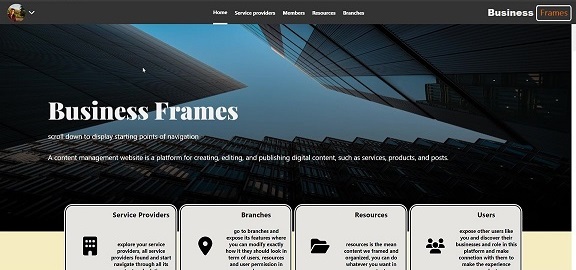 Home Service providers Members Resources Branches
Business Frames
Business Frames
scroll down to display starting points of navigation
A content management website is a platform for creating, editing, and publishing digital content, such as services, products, and posts.
Service Providers
explore your service
providers, all service
providers found and start
navigate through all its
Branches
go to branches and
expose its features where
you can modify exactly
how it they should look in
term of users, resources
and user permission in
Resources
resources is the mean
content we framed and
organized, you can do
whatever you want in
Users
expose other users like
you and discover their
businesses and role in this
platform and make
connection with them to
make the experience